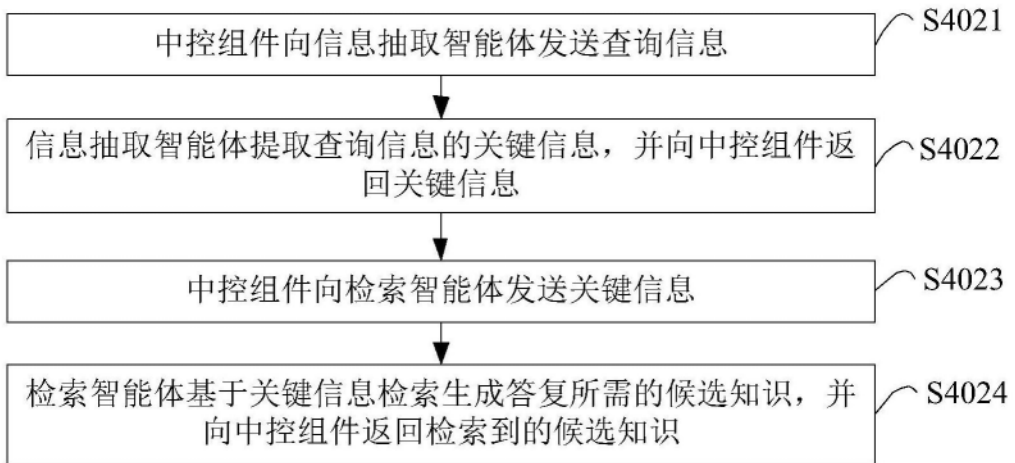 中控组件向信息抽取智能体发送查询信息
S4021
信息抽取智能体提取查询信息的关键信息，并向中控组件返
回关键信息
S4022
中控组件向检索智能体发送关键信息
S4023
检索智能体基于关键信息检索生成答复所需的候选知识，并
向中控组件返回检索到的候选知识
S4024